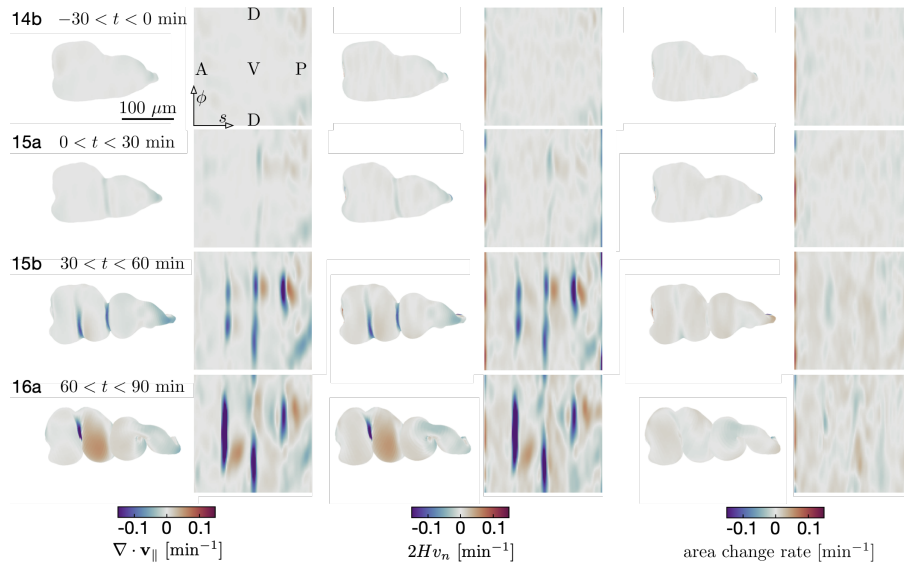 14b −30 < t < 0 min
D
A V P
ϕ
100 μm
s D
15a 0 < t < 30 min
15b 30 < t < 60 min
16a 60 < t < 90 min
-0.1 0 0.1
∇ · v∥ [min⁻¹]
-0.1 0 0.1
2Hvₙ [min⁻¹]
-0.1 0 0.1
area change rate [min⁻¹]